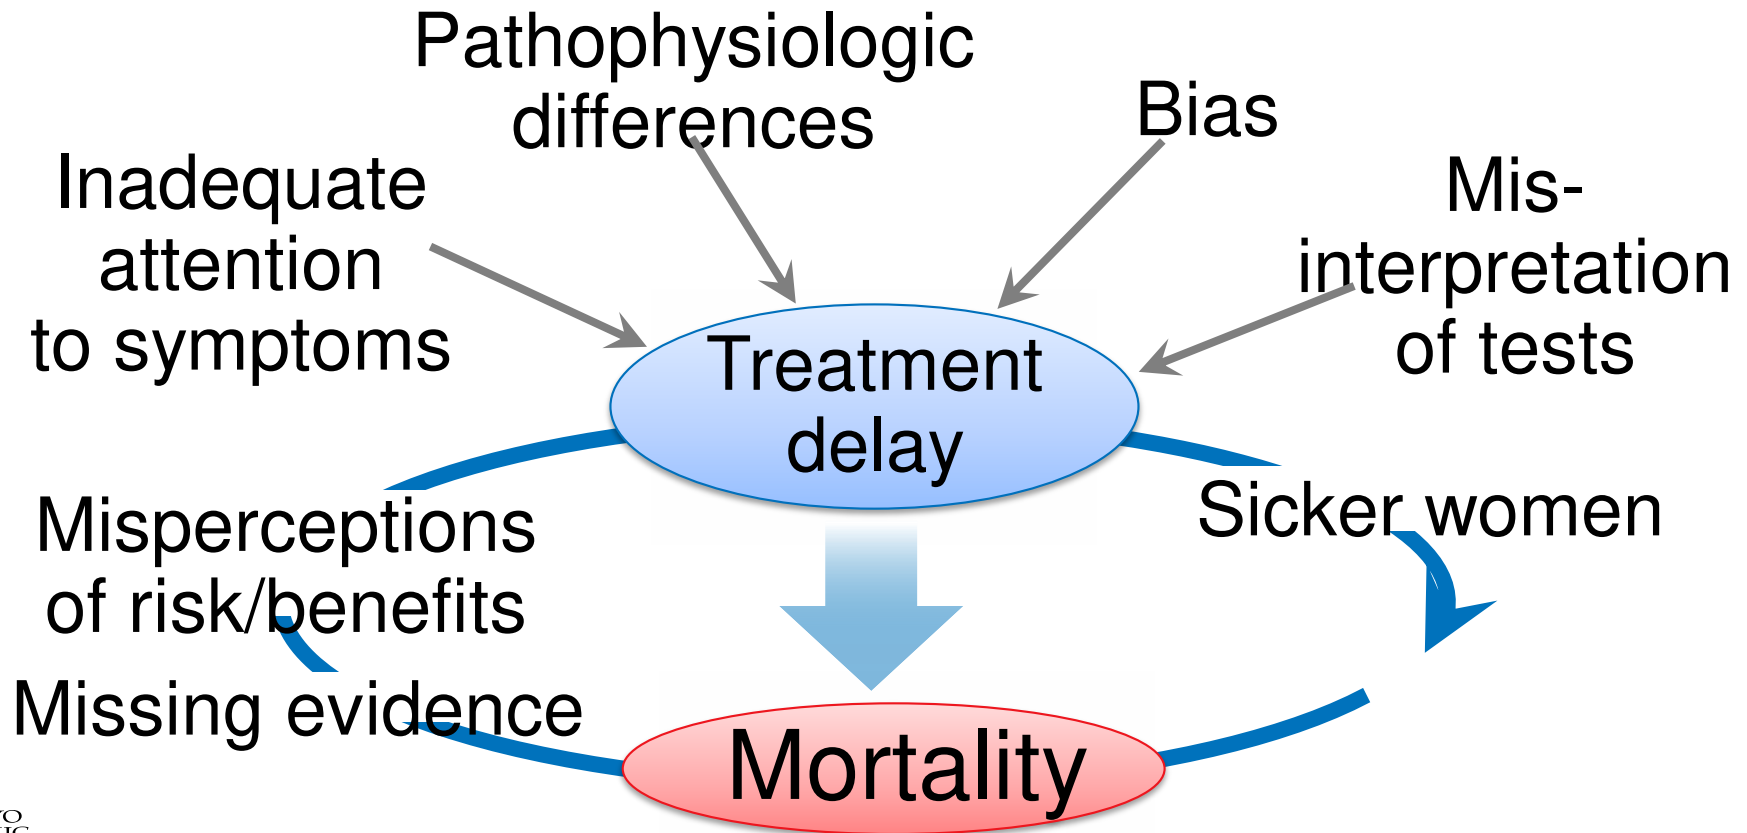 Pathophysiologic
differences
Bias
Inadequate
attention
to symptoms
Mis-
interpretation
of tests
Treatment
delay
Misperceptions
of risk/benefits
Missing evidence
Sicker women
Mortality